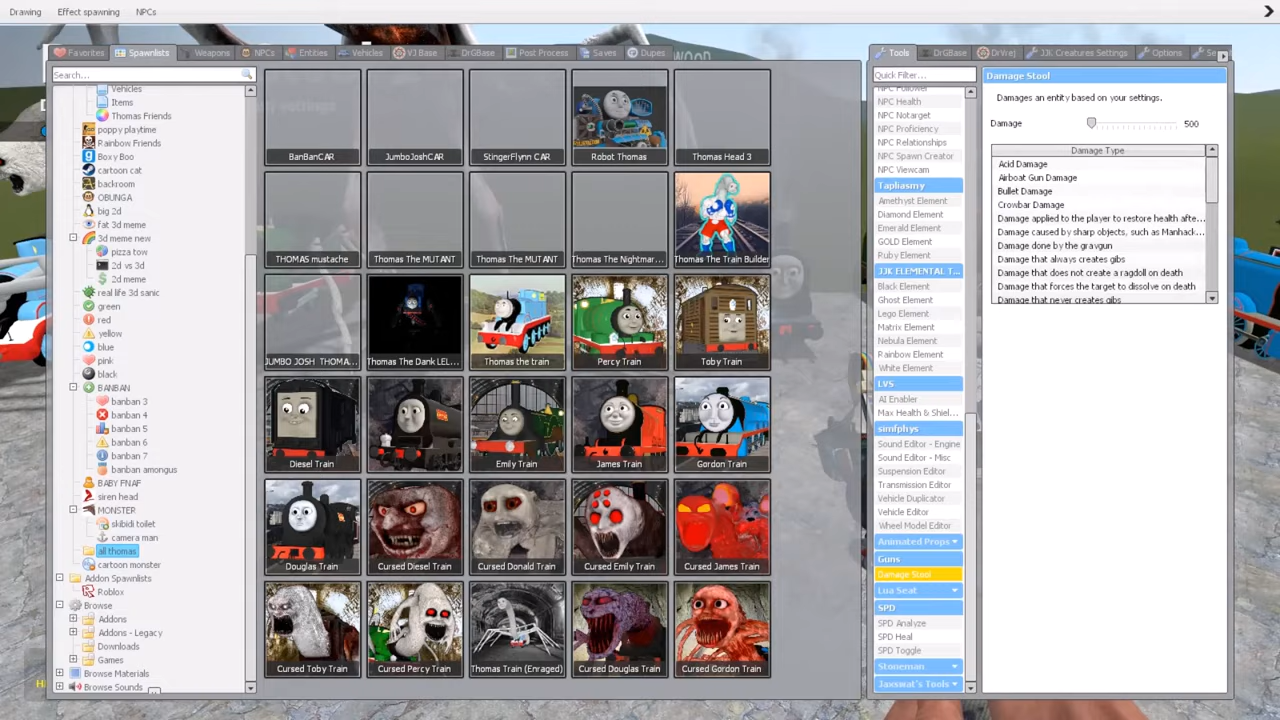 Drawing Effect spawning NPCs
Favorites Spawnlists Weapons NPCs Entities Vehicles VJ Base DrGBase Post Process Saves Dupes
Search...
Vehicles
Items
Thomas Friends
poppy playtime
Rainbow Friends
Boxy Boo
cartoon cat
backroom
OBUNGA
big 2d
fat 3d meme
3d meme new
pizza tow
2d vs 3d
2d meme
real life 3d sanic
green
red
yellow
blue
pink
black
BANBAN
banban 3
banban 4
banban 5
banban 6
banban 7
banban amongus
BABY FNAF
siren head
MONSTER
skibidi toilet
camera man
all thomas
cartoon monster
Addon Spawnlists
Roblox
Browse
Addons
Addons - Legacy
Downloads
Games
Browse Materials
Browse Sounds
BanBanCAR JumboJoshCAR StingerFlynn CAR Robot Thomas Thomas Head 3
THOMAS mustache Thomas The MUTANT Thomas The MUTANT Thomas The Nightmar... Thomas The Train Builder
JUMBO JOSH THOMA... Thomas The Dank LEL... Thomas the train Percy Train Toby Train
Diesel Train Emily Train James Train Gordon Train
Douglas Train Cursed Diesel Train Cursed Donald Train Cursed Emily Train Cursed James Train
Cursed Toby Train Cursed Percy Train Thomas Train (Enraged) Cursed Douglas Train Cursed Gordon Train
Tools DrGBase DrVrej JJK Creatures Settings Options Se
Quick Filter...
NPC Follower
NPC Health
NPC Notarget
NPC Proficiency
NPC Relationships
NPC Spawn Creator
NPC Viewcam
Tapliasmy
Amethyst Element
Diamond Element
Emerald Element
GOLD Element
Ruby Element
JJK ELEMENTAL T...
Black Element
Ghost Element
Lego Element
Matrix Element
Nebula Element
Rainbow Element
White Element
LVS
AI Enabler
Max Health & Shiel...
simfphys
Sound Editor - Engine
Sound Editor - Misc
Suspension Editor
Transmission Editor
Vehicle Duplicator
Vehicle Editor
Wheel Model Editor
Animated Props
Guns
Damage Stool
Lua Seat
SPD
SPD Analyze
SPD Heal
SPD Toggle
Stoneman
Jaxswat's Tools
Damage Stool
Damages an entity based on your settings.
Damage 500
Damage Type
Acid Damage
Airboat Gun Damage
Bullet Damage
Crowbar Damage
Damage applied to the player to restore health afte...
Damage caused by sharp objects, such as Manhack...
Damage done by the gravgun
Damage that always creates gibs
Damage that does not create a ragdoll on death
Damage that forces the target to dissolve on death
Damage that never creates gibs